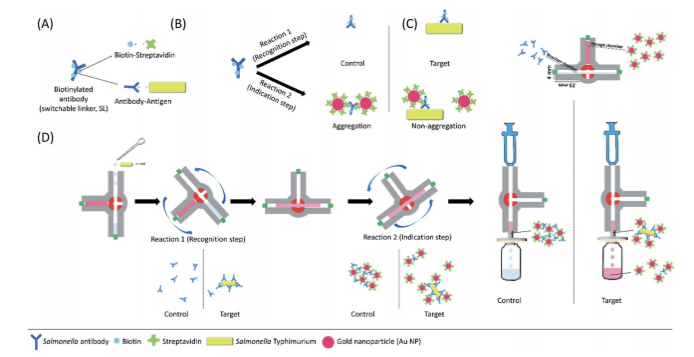 (A)
Biotin-Streptavidin
Biotinylated
antibody
(switchable linker, SL)
Antibody-Antigen
(B)
Reaction 1
(Recognition step)
Reaction 2
(Indication step)
Control
Target
Aggregation
Non-aggregation
(C)
Storage chamber
Reaction chamber
4 mm
25 mm
(D)
Reaction 1 (Recognition step)
Reaction 2 (Indication step)
Control
Target
Control
Target
Control
Target
Salmonella antibody
Biotin
Streptavidin
Salmonella Typhimurium
Gold nanoparticle (Au NP)